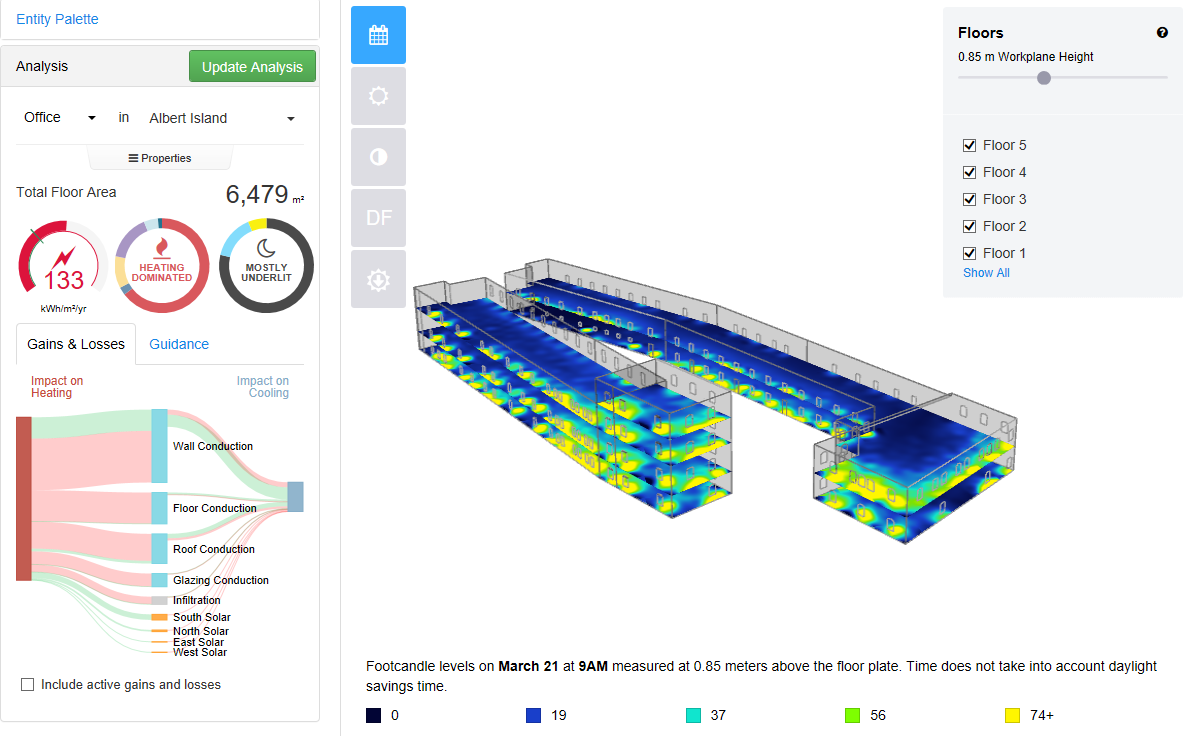 Entity Palette
Analysis
Update Analysis
Office in Albert Island
Properties
Total Floor Area 6,479 m²
133
kWh/m²/yr
HEATING
DOMINATED
MOSTLY
UNDERLIT
Gains & Losses
Guidance
Impact on
Heating
Impact on
Cooling
Wall Conduction
Floor Conduction
Roof Conduction
Glazing Conduction
Infiltration
South Solar
North Solar
East Solar
West Solar
Include active gains and losses
DF
Floors
0.85 m Workplane Height
Floor 5
Floor 4
Floor 3
Floor 2
Floor 1
Show All
Footcandle levels on March 21 at 9AM measured at 0.85 meters above the floor plate. Time does not take into account daylight
savings time.
0 19 37 56 74+